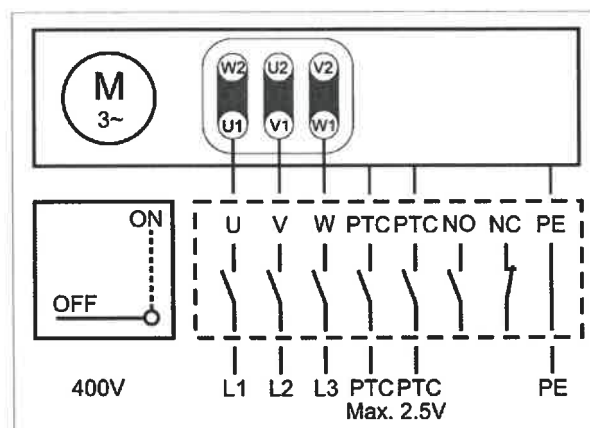 W2 U2 V2
M
3~
U1 V1 W1
ON
OFF
U V W PTC PTC NO NC PE
400V
L1 L2 L3 PTC PTC PE
Max. 2.5V